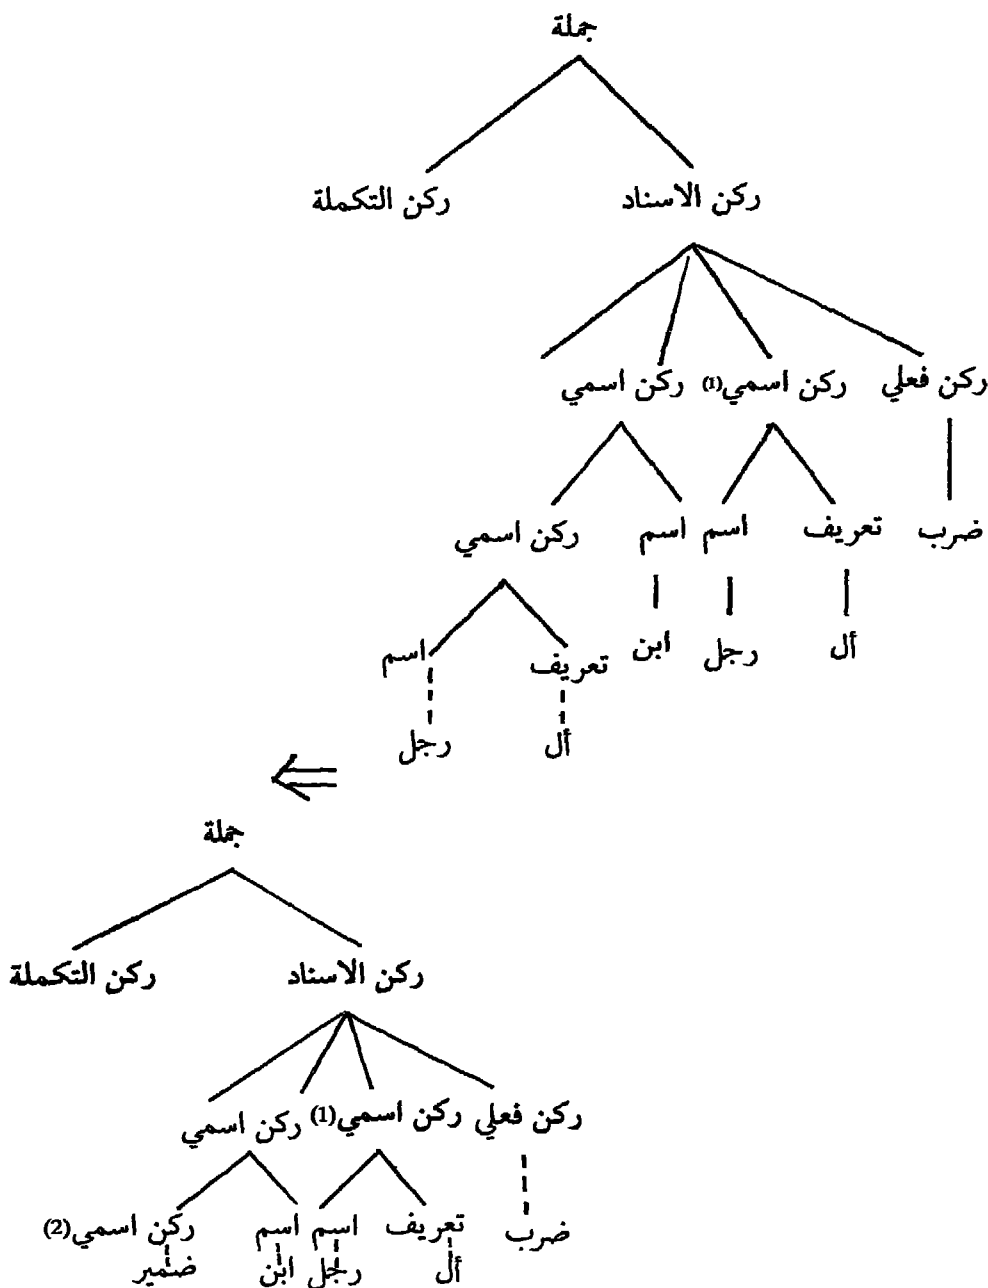 جملة
ركن الاسناد ركن التكملة
ركن فعلي ركن اسمي(1) ركن اسمي
ضرب تعريف اسم اسم ركن اسمي
أل رجل ابن تعريف اسم
أل رجل
جملة
ركن الاسناد ركن التكملة
ركن فعلي ركن اسمي(1) ركن اسمي
ضرب تعريف اسم اسم ركن اسمي(2)
أل رجل ابن ضمير